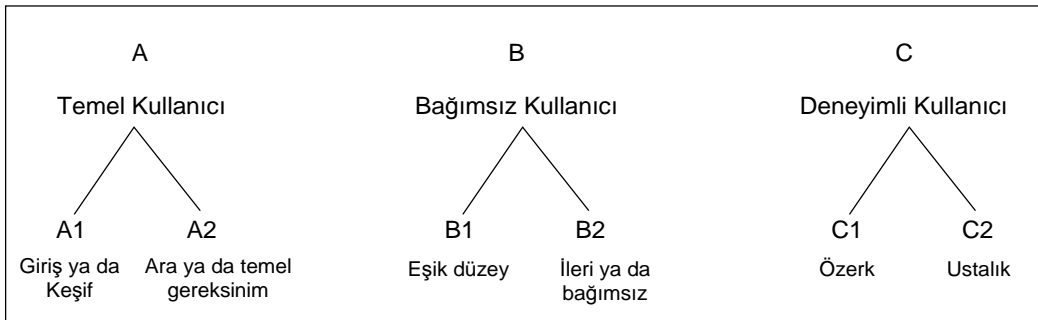 A
Temel Kullanıcı
A1
Giriş ya da
Keşif
A2
Ara ya da temel
gereksinim
B
Bağımsız Kullanıcı
B1
Eşik düzey
B2
İleri ya da
bağımsız
C
Deneyimli Kullanıcı
C1
Özerk
C2
Ustalık